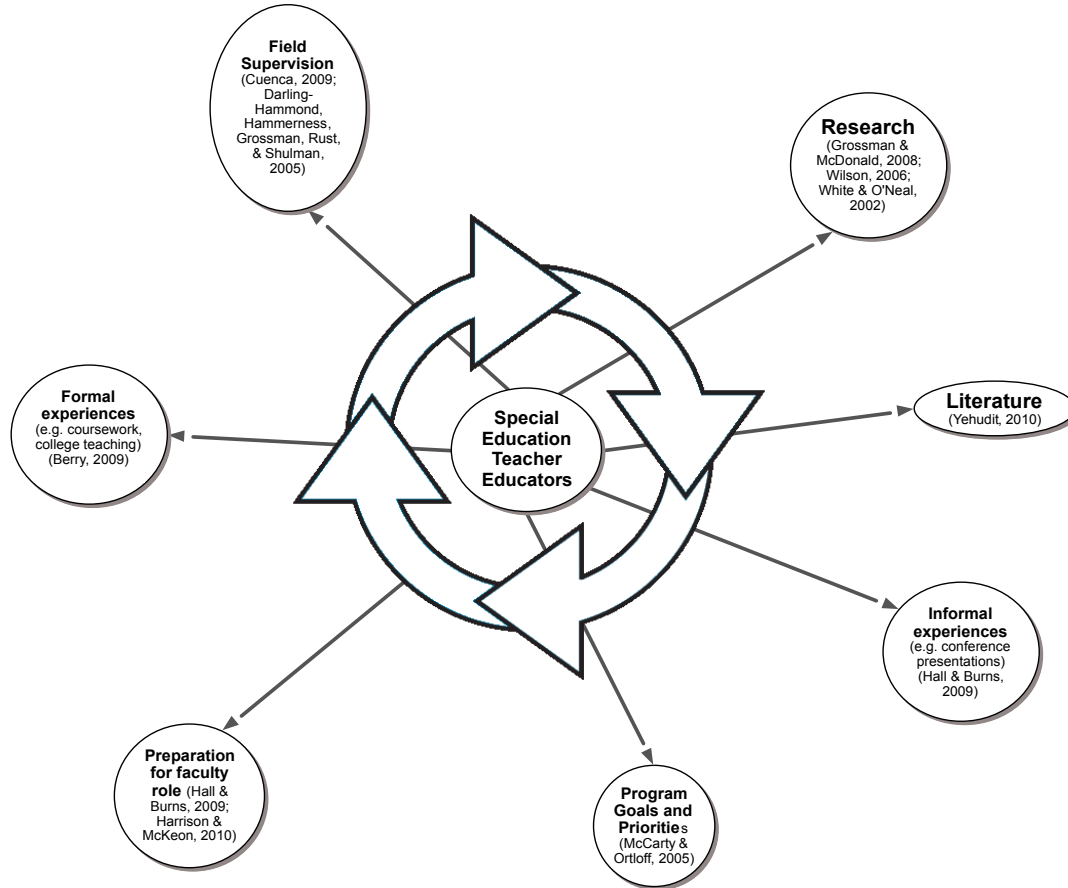 Field
Supervision
(Cuenca, 2009;
Darling-
Hammond,
Hammerness,
Grossman, Rust,
& Shulman,
2005)
Research
(Grossman &
McDonald, 2008;
Wilson, 2006;
White & O'Neal,
2002)
Formal
experiences
(e.g. coursework,
college teaching)
(Berry, 2009)
Special
Education
Teacher
Educators
Literature
(Yehudit, 2010)
Informal
experiences
(e.g. conference
presentations)
(Hall & Burns,
2009)
Preparation
for faculty
role (Hall &
Burns, 2009;
Harrison &
McKeon, 2010)
Program
Goals and
Priorities
(McCarty &
Ortloff, 2005)